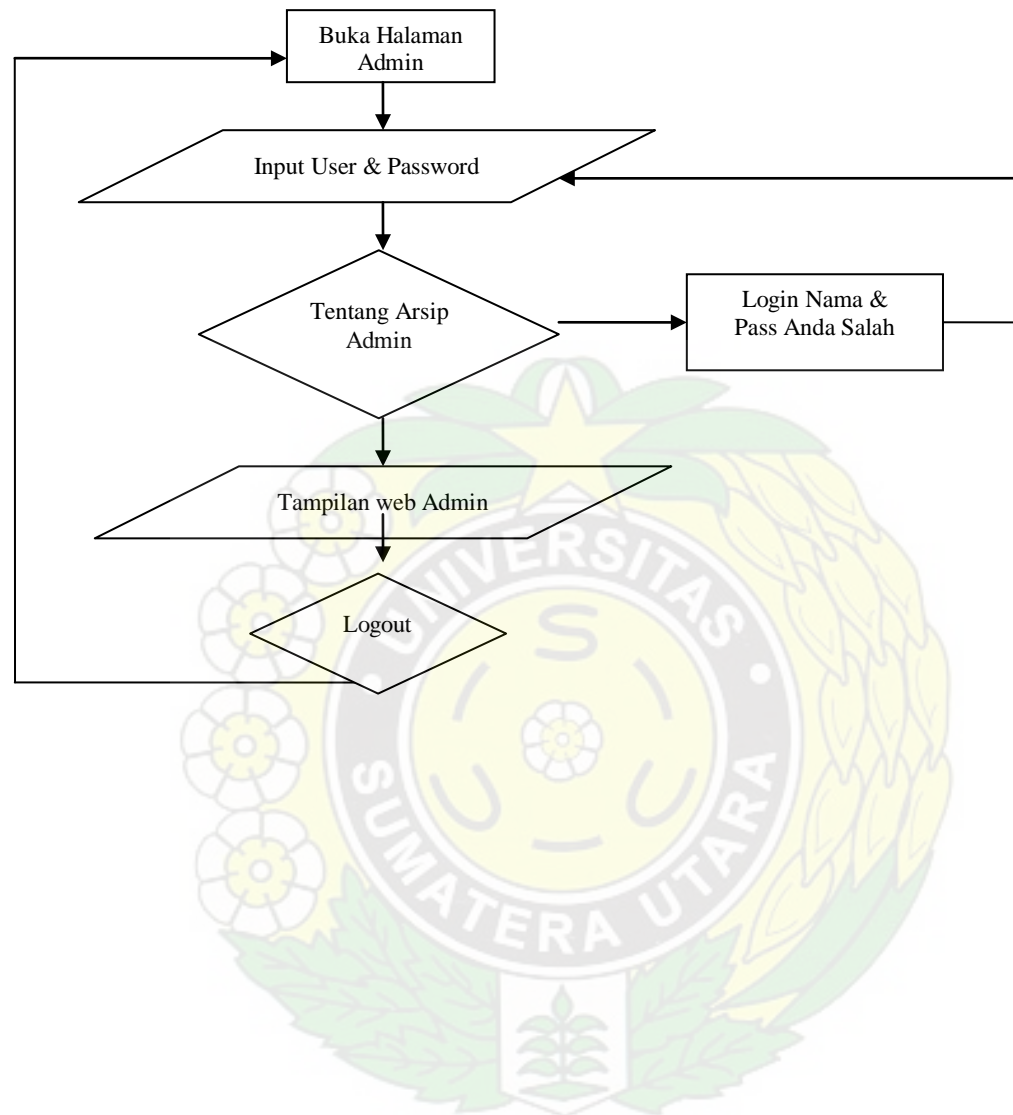 Buka Halaman
Admin
Input User & Password
Tentang Arsip
Admin
Login Nama &
Pass Anda Salah
Tampilan web Admin
Logout
UNIVERSITAS
SUMATERA UTARA
U S U